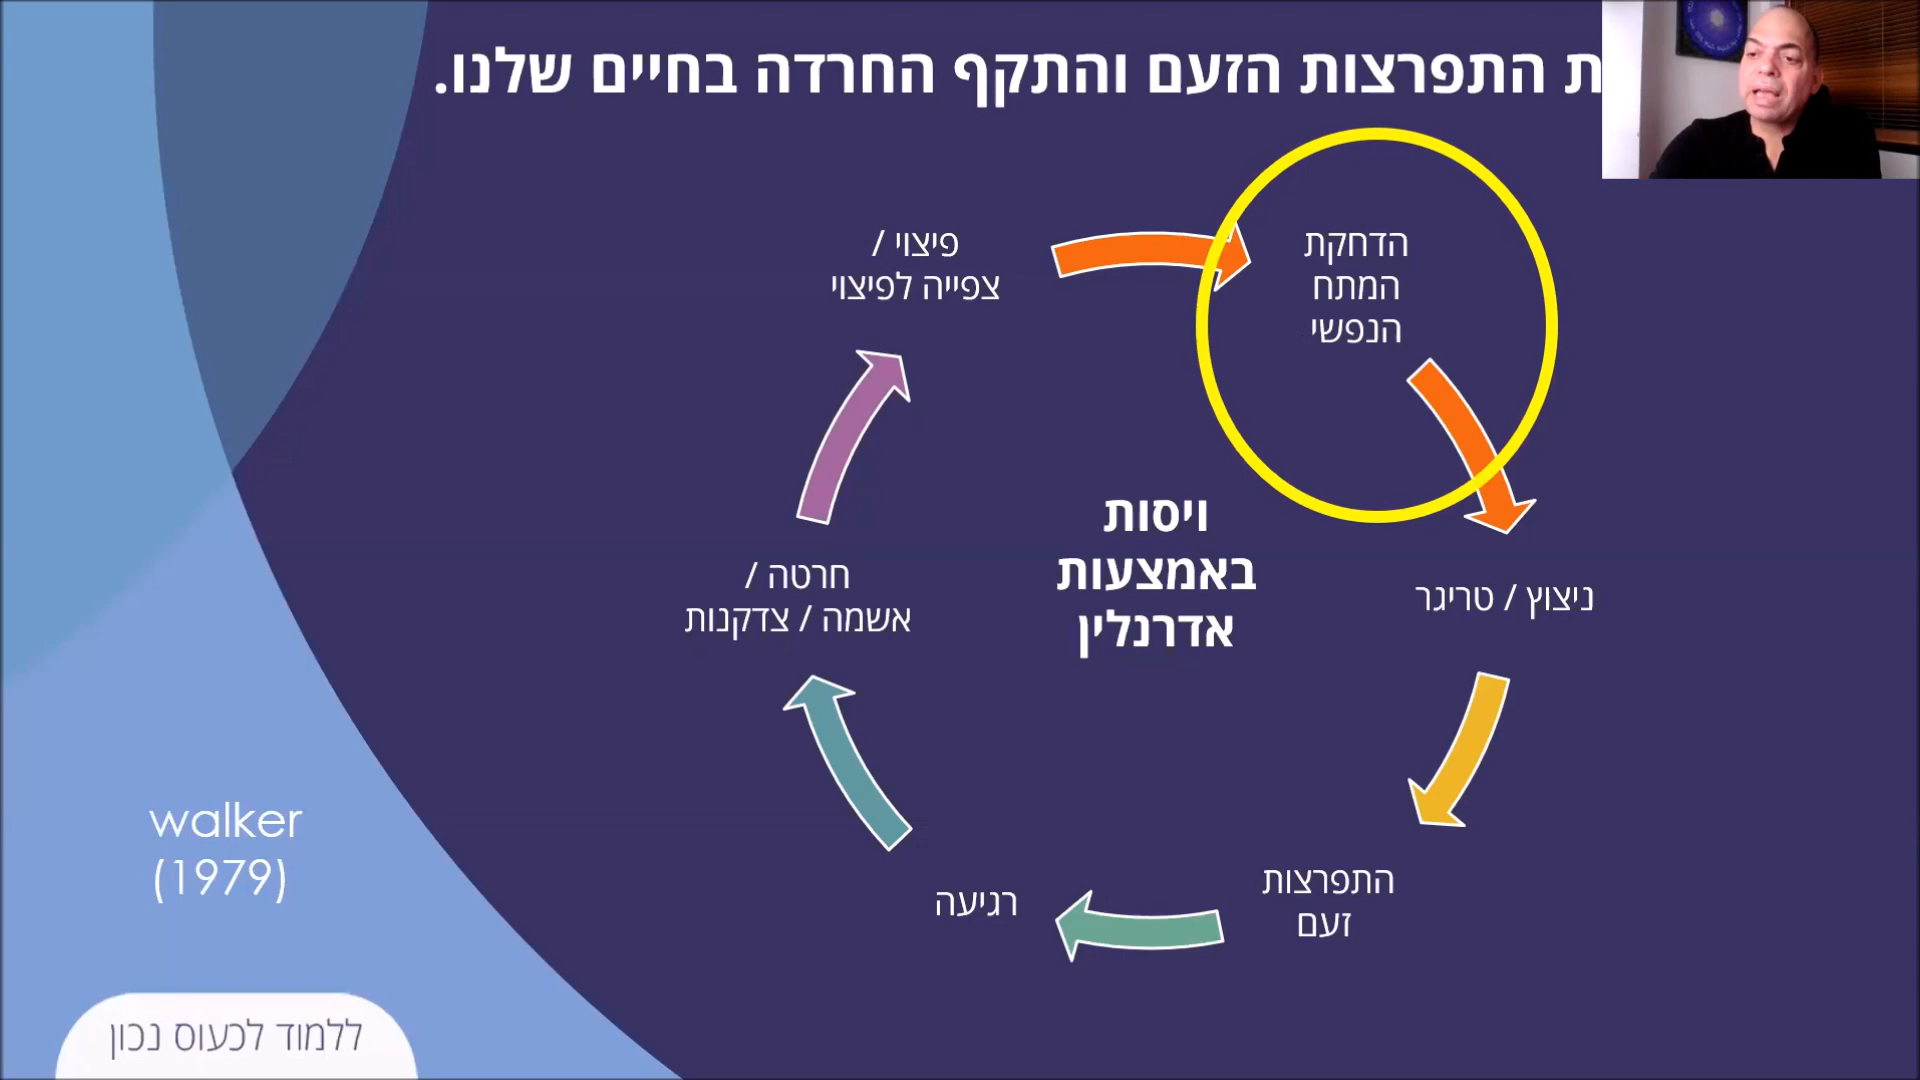 ת התפרצות הזעם והתקף החרדה בחיים שלנו.
הדחקת
המתח
הנפשי
ניצוץ / טריגר
התפרצות
זעם
רגיעה
חרטה /
אשמה / צדקנות
פיצוי /
צפייה לפיצוי
ויסות
באמצעות
אדרנלין
walker
(1979)
ללמוד לכעוס נכון